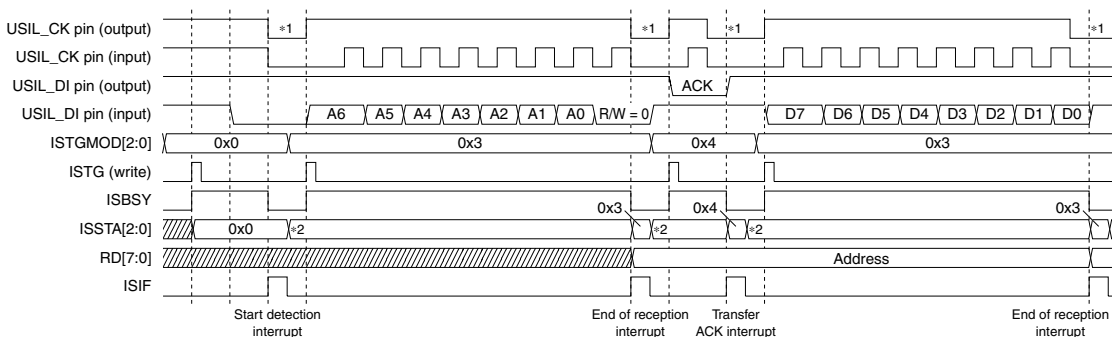 USIL_CK pin (output) *1 *1 *1 *1
USIL_CK pin (input)
USIL_DI pin (output) ACK
USIL_DI pin (input) A6 A5 A4 A3 A2 A1 A0 R/W = 0 D7 D6 D5 D4 D3 D2 D1 D0
ISTGMOD[2:0] 0x0 0x3 0x4 0x3
ISTG (write)
ISBSY
0x3 0x4 0x3
ISSTA[2:0] 0x0 *2 *2 *2
RD[7:0] Address
ISIF
Start detection End of reception Transfer End of reception
interrupt interrupt ACK interrupt interrupt